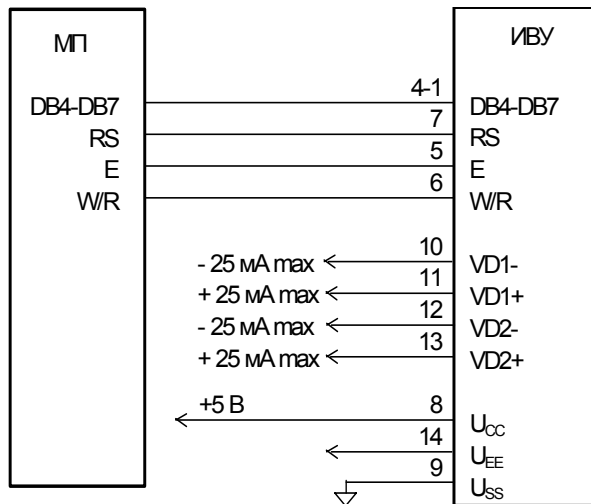 МП
ИВУ
DB4-DB7
4-1
DB4-DB7
RS
7
RS
E
5
E
W/R
6
W/R
- 25 мА max
10
VD1-
+ 25 мА max
11
VD1+
- 25 мА max
12
VD2-
+ 25 мА max
13
VD2+
+5 В
8
UCC
14
UEE
9
USS